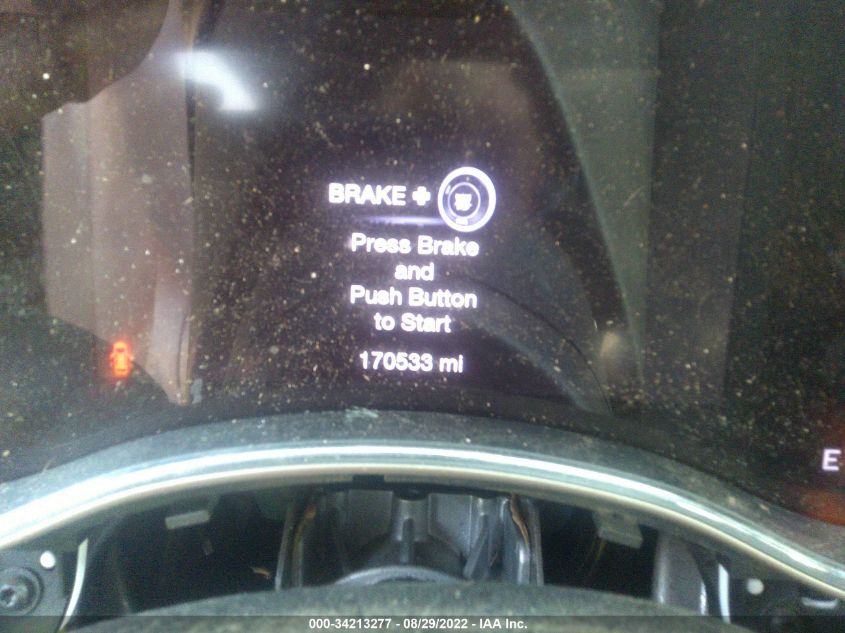 BRAKE +
Press Brake
and
Push Button
to Start
170533 mi
E
000-34213277 - 08/29/2022 - IAA Inc.